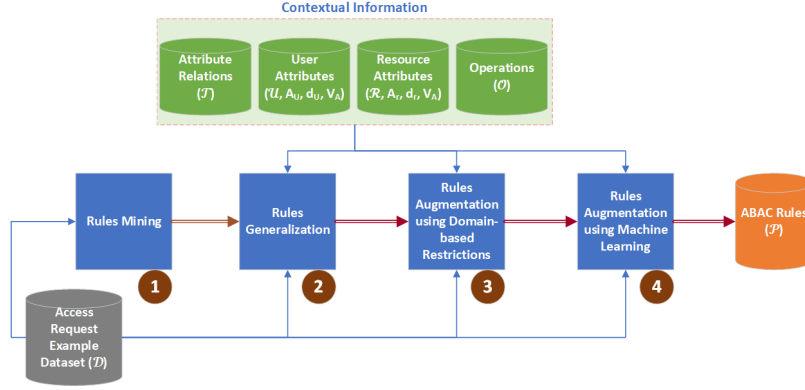 Contextual Information
Attribute
Relations
(𝒯)
User
Attributes
(𝒰, A_U, d_U, V_A)
Resource
Attributes
(ℛ, A_r, d_r, V_A)
Operations
(𝒪)
Rules Mining
1
Rules
Generalization
2
Rules
Augmentation
using Domain-
based
Restrictions
3
Rules
Augmentation
using Machine
Learning
4
ABAC Rules
(𝒫)
Access
Request
Example
Dataset (𝒟)